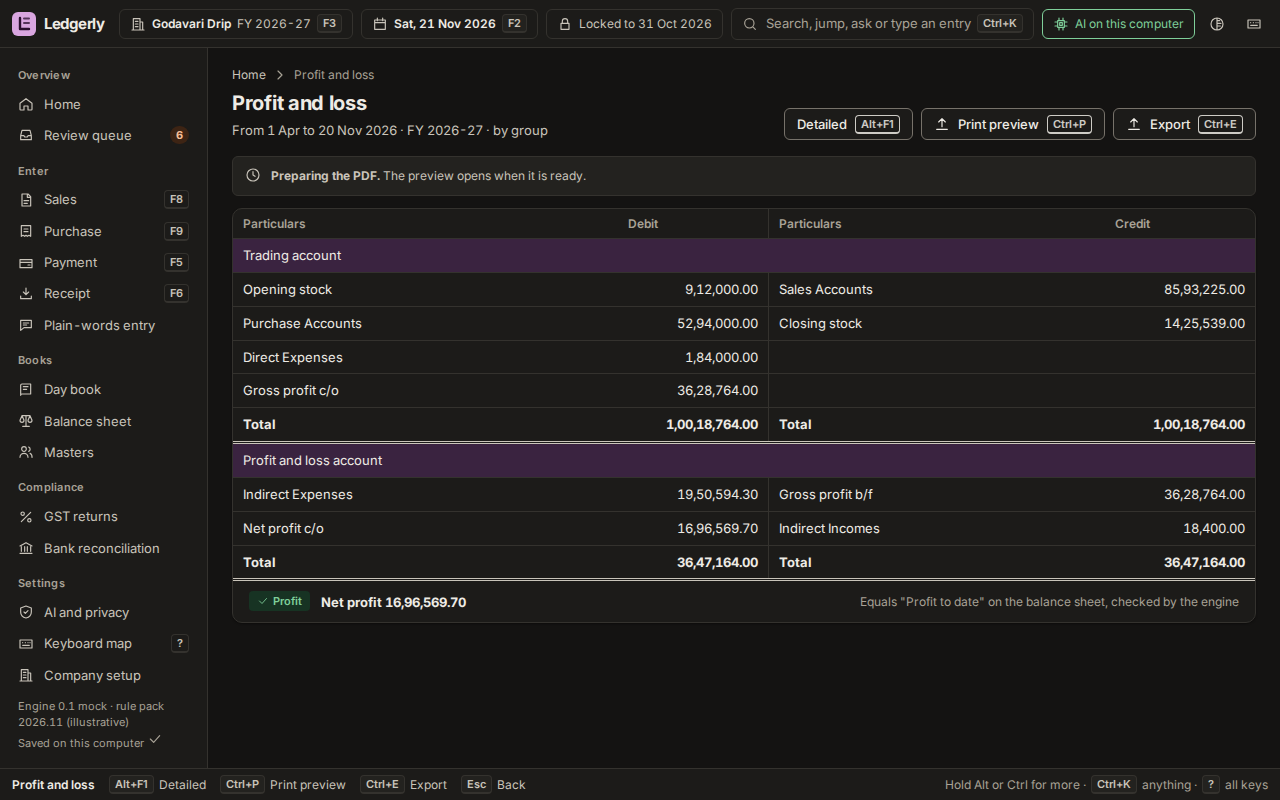 Ledgerly
Godavari Drip FY 2026-27 F3
Sat, 21 Nov 2026 F2
Locked to 31 Oct 2026
Search, jump, ask or type an entry Ctrl+K
AI on this computer
Overview
Home
Review queue 6
Enter
Sales F8
Purchase F9
Payment F5
Receipt F6
Plain-words entry
Books
Day book
Balance sheet
Masters
Compliance
GST returns
Bank reconciliation
Settings
AI and privacy
Keyboard map ?
Company setup
Engine 0.1 mock · rule pack
2026.11 (illustrative)
Saved on this computer
Home > Profit and loss
Profit and loss
From 1 Apr to 20 Nov 2026 · FY 2026-27 · by group
Detailed Alt+F1
Print preview Ctrl+P
Export Ctrl+E
Preparing the PDF. The preview opens when it is ready.
Particulars Debit Particulars Credit
Trading account
Opening stock 9,12,000.00 Sales Accounts 85,93,225.00
Purchase Accounts 52,94,000.00 Closing stock 14,25,539.00
Direct Expenses 1,84,000.00
Gross profit c/o 36,28,764.00
Total 1,00,18,764.00 Total 1,00,18,764.00
Profit and loss account
Indirect Expenses 19,50,594.30 Gross profit b/f 36,28,764.00
Net profit c/o 16,96,569.70 Indirect Incomes 18,400.00
Total 36,47,164.00 Total 36,47,164.00
Profit Net profit 16,96,569.70 Equals "Profit to date" on the balance sheet, checked by the engine
Profit and loss Alt+F1 Detailed Ctrl+P Print preview Ctrl+E Export Esc Back
Hold Alt or Ctrl for more · Ctrl+K anything · ? all keys